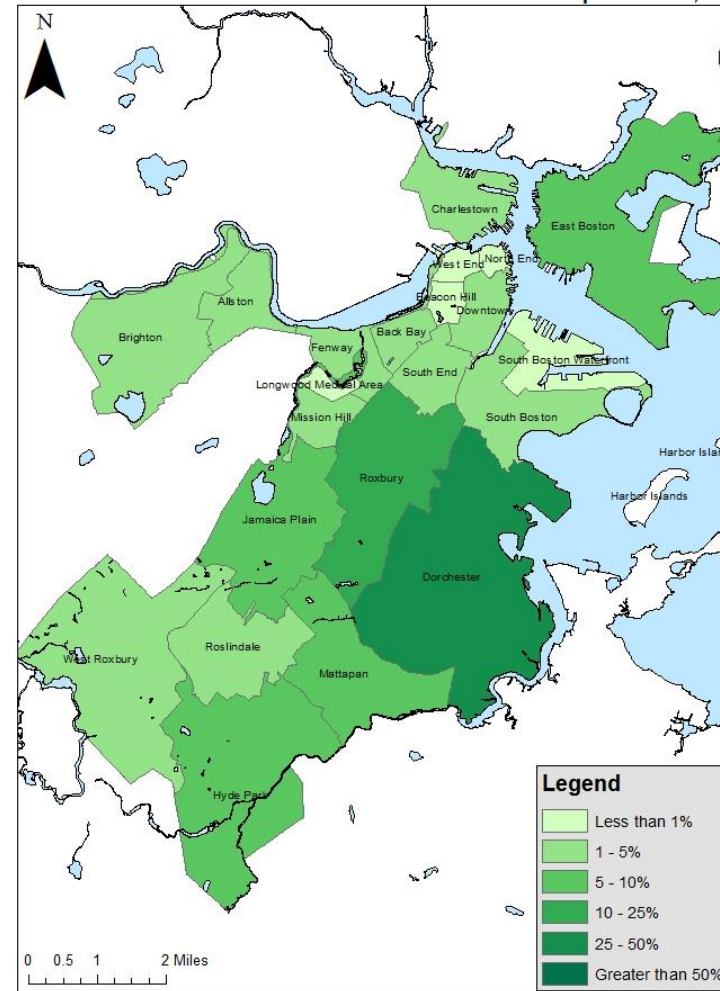 N
Charlestown
East Boston
West End
North End
Beacon Hill
Downtown
Allston
Brighton
Back Bay
Fenway
South End
South Boston Waterfront
Longwood Medical Area
Mission Hill
South Boston
Roxbury
Harbor Islands
Jamaica Plain
Dorchester
Roslindale
West Roxbury
Mattapan
Hyde Park
Legend
Less than 1%
1 - 5%
5 - 10%
10 - 25%
25 - 50%
Greater than 50%
0 0.5 1 2 Miles